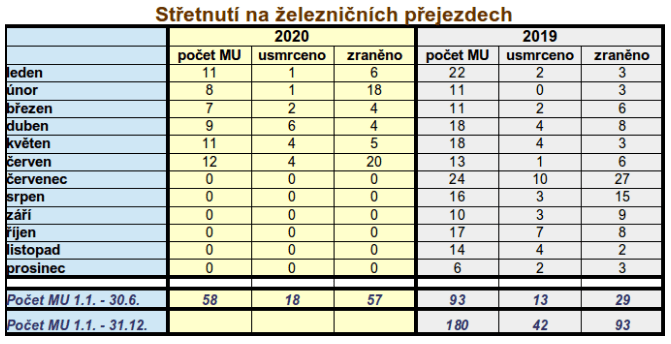 Střetnutí na železničních přejezdech
2020 2019
počet MU usmrceno zraněno počet MU usmrceno zraněno
leden 11 1 6 22 2 3
únor 8 1 18 11 0 3
březen 7 2 4 11 2 6
duben 9 6 4 18 4 8
květen 11 4 5 18 4 3
červen 12 4 20 13 1 6
červenec 0 0 0 24 10 27
srpen 0 0 0 16 3 15
září 0 0 0 10 3 9
říjen 0 0 0 17 7 8
listopad 0 0 0 14 4 2
prosinec 0 0 0 6 2 3
Počet MU 1.1. - 30.6. 58 18 57 93 13 29
Počet MU 1.1. - 31.12. 180 42 93